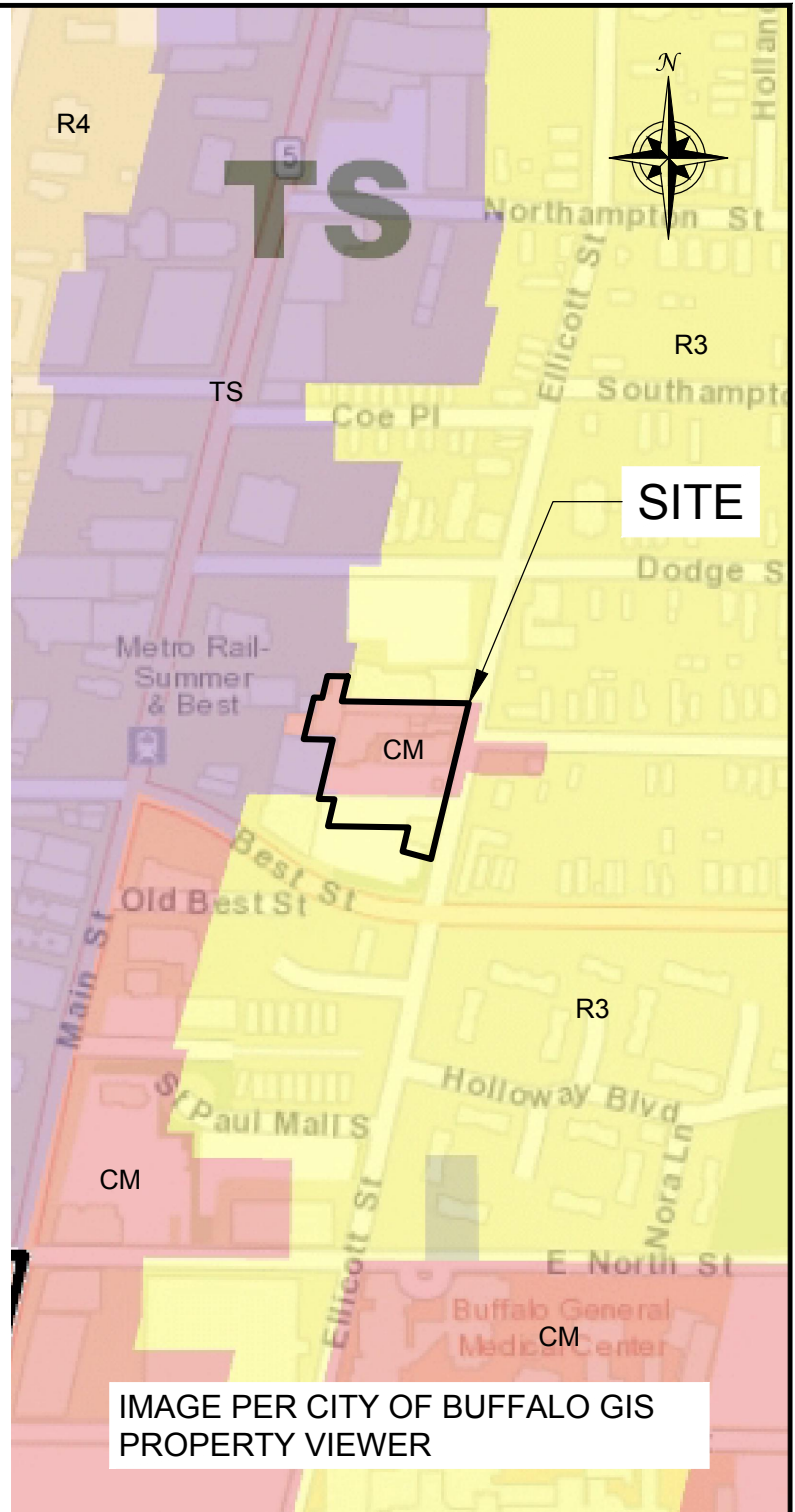 Holland
N
R4
5
TS
Northampton St
Ellicott St
R3
TS
Southampto
Coe Pl
SITE
Dodge S
Metro Rail-
Summer
& Best
CM
Best St
Old Best St
Main St
R3
Holloway Blvd
St Paul Mall S
Nora Ln
CM
Ellicott St
E North St
Buffalo General
Medical Center
CM
IMAGE PER CITY OF BUFFALO GIS
PROPERTY VIEWER